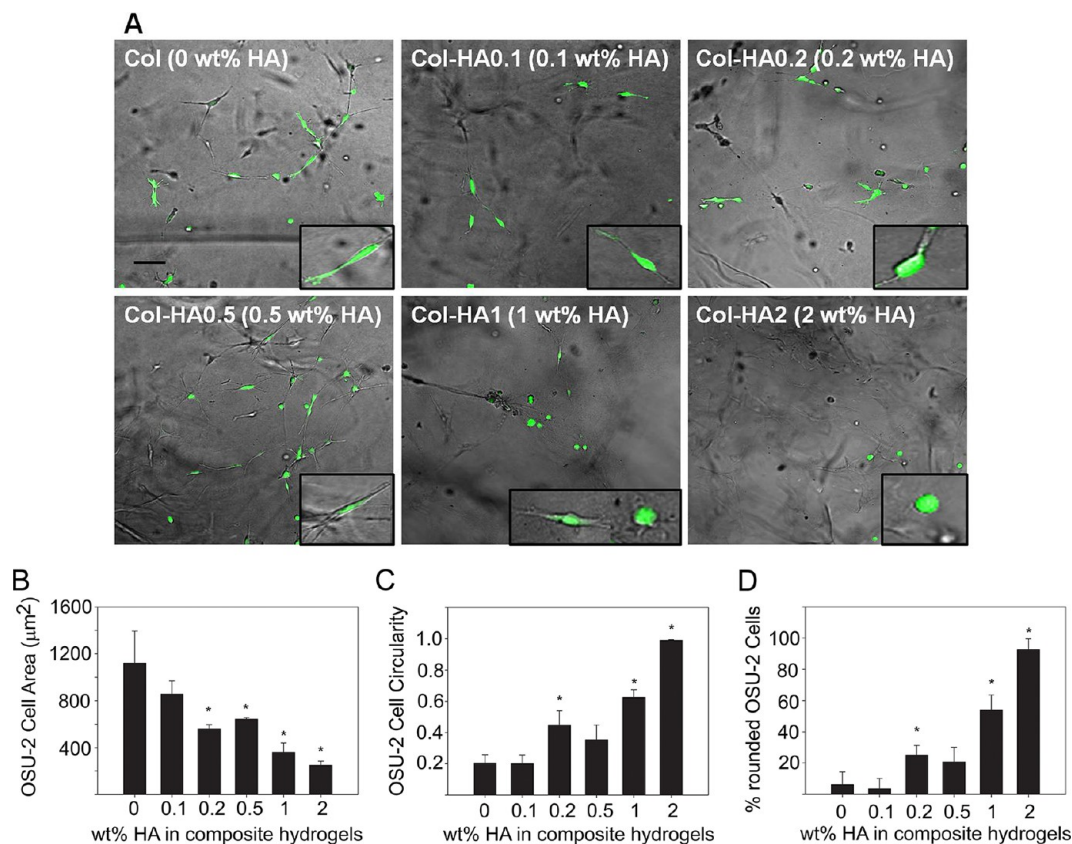 A
Col (0 wt% HA)
Col-HA0.1 (0.1 wt% HA)
Col-HA0.2 (0.2 wt% HA)
Col-HA0.5 (0.5 wt% HA)
Col-HA1 (1 wt% HA)
Col-HA2 (2 wt% HA)
B
OSU-2 Cell Area (μm2)
1600
1200
800
400
0 0.1 0.2 0.5 1 2
* * * *
wt% HA in composite hydrogels
C
OSU-2 Cell Circularity
1.0
0.8
0.6
0.4
0.2
0 0.1 0.2 0.5 1 2
* * *
wt% HA in composite hydrogels
D
% rounded OSU-2 Cells
100
80
60
40
20
0 0.1 0.2 0.5 1 2
* * *
wt% HA in composite hydrogels